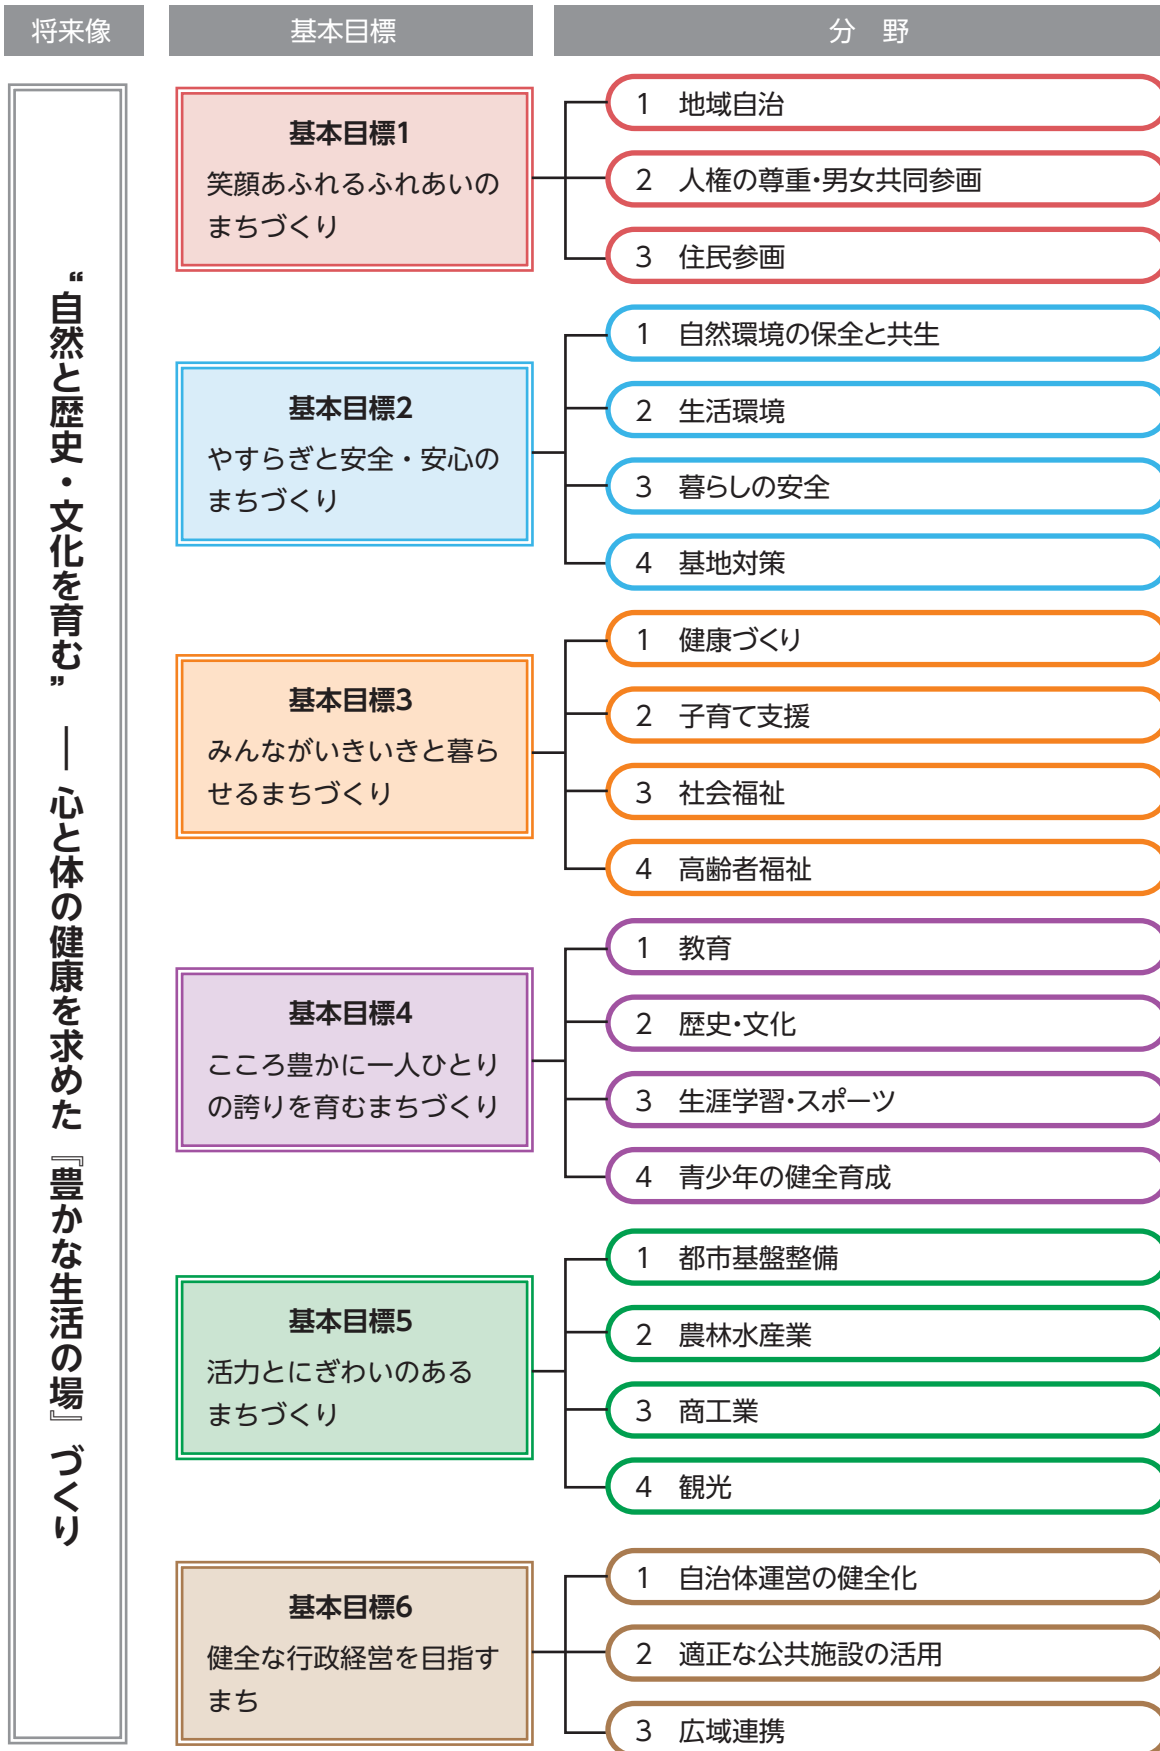 将来像
基本目標
分　野
“自然と歴史・文化を育む” ── 心と体の健康を求めた『豊かな生活の場』づくり
基本目標1
笑顔あふれるふれあいの
まちづくり
1　地域自治
2　人権の尊重・男女共同参画
3　住民参画
基本目標2
やすらぎと安全・安心の
まちづくり
1　自然環境の保全と共生
2　生活環境
3　暮らしの安全
4　基地対策
基本目標3
みんながいきいきと暮ら
せるまちづくり
1　健康づくり
2　子育て支援
3　社会福祉
4　高齢者福祉
基本目標4
こころ豊かに一人ひとり
の誇りを育むまちづくり
1　教育
2　歴史・文化
3　生涯学習・スポーツ
4　青少年の健全育成
基本目標5
活力とにぎわいのある
まちづくり
1　都市基盤整備
2　農林水産業
3　商工業
4　観光
基本目標6
健全な行政経営を目指す
まち
1　自治体運営の健全化
2　適正な公共施設の活用
3　広域連携